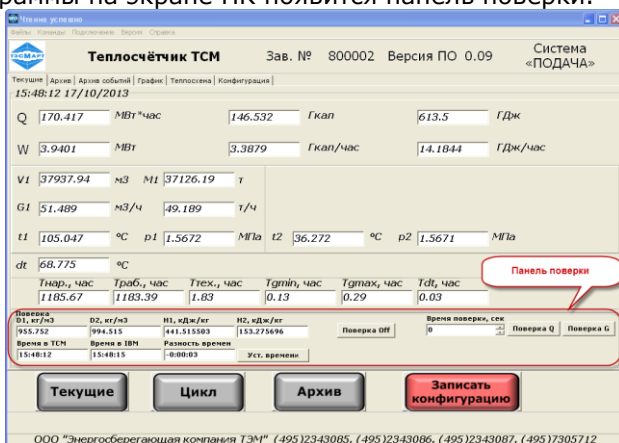 раммы на экране ПК появится панель поверки.
Чтение успешно
Файлы Команды Подключение Версия Справка
ТЭСМАРТ Теплосчётчик ТСМ Зав. № 800002 Версия ПО 0.09 Система «ПОДАЧА»
Текущие Архив Архив событий График Теплосхема Конфигурация
15:48:12 17/10/2013
Q 170.417 МВт*час 146.532 Гкал 613.5 ГДж
W 3.9401 МВт 3.3879 Гкал/час 14.1844 ГДж/час
V1 37937.94 м3 M1 37126.19 т
G1 51.489 м3/ч 49.189 т/ч
t1 105.047 ºC p1 1.5672 МПа t2 36.272 ºC p2 1.5671 МПа
dt 68.775 ºC
Панель поверки
Tнар., час Tраб., час Tтех., час Tgmin, час Tgmax, час Tdt, час
1185.67 1183.39 1.83 0.13 0.29 0.03
Поверка
D1, кг/м3 D2, кг/м3 H1, кДж/кг H2, кДж/кг Время поверки, сек
955.752 994.515 441.515503 153.275696 Поверка Off 0 Поверка Q Поверка G
Время в ТСМ Время в IBM Разность времен
15:48:12 15:48:15 -0:00:03 Уст. времени
Текущие Цикл Архив Записать конфигурацию
ООО "Энергосберегающая компания ТЭМ" (495)2343085, (495)2343086, (495)2343087, (495)7305712